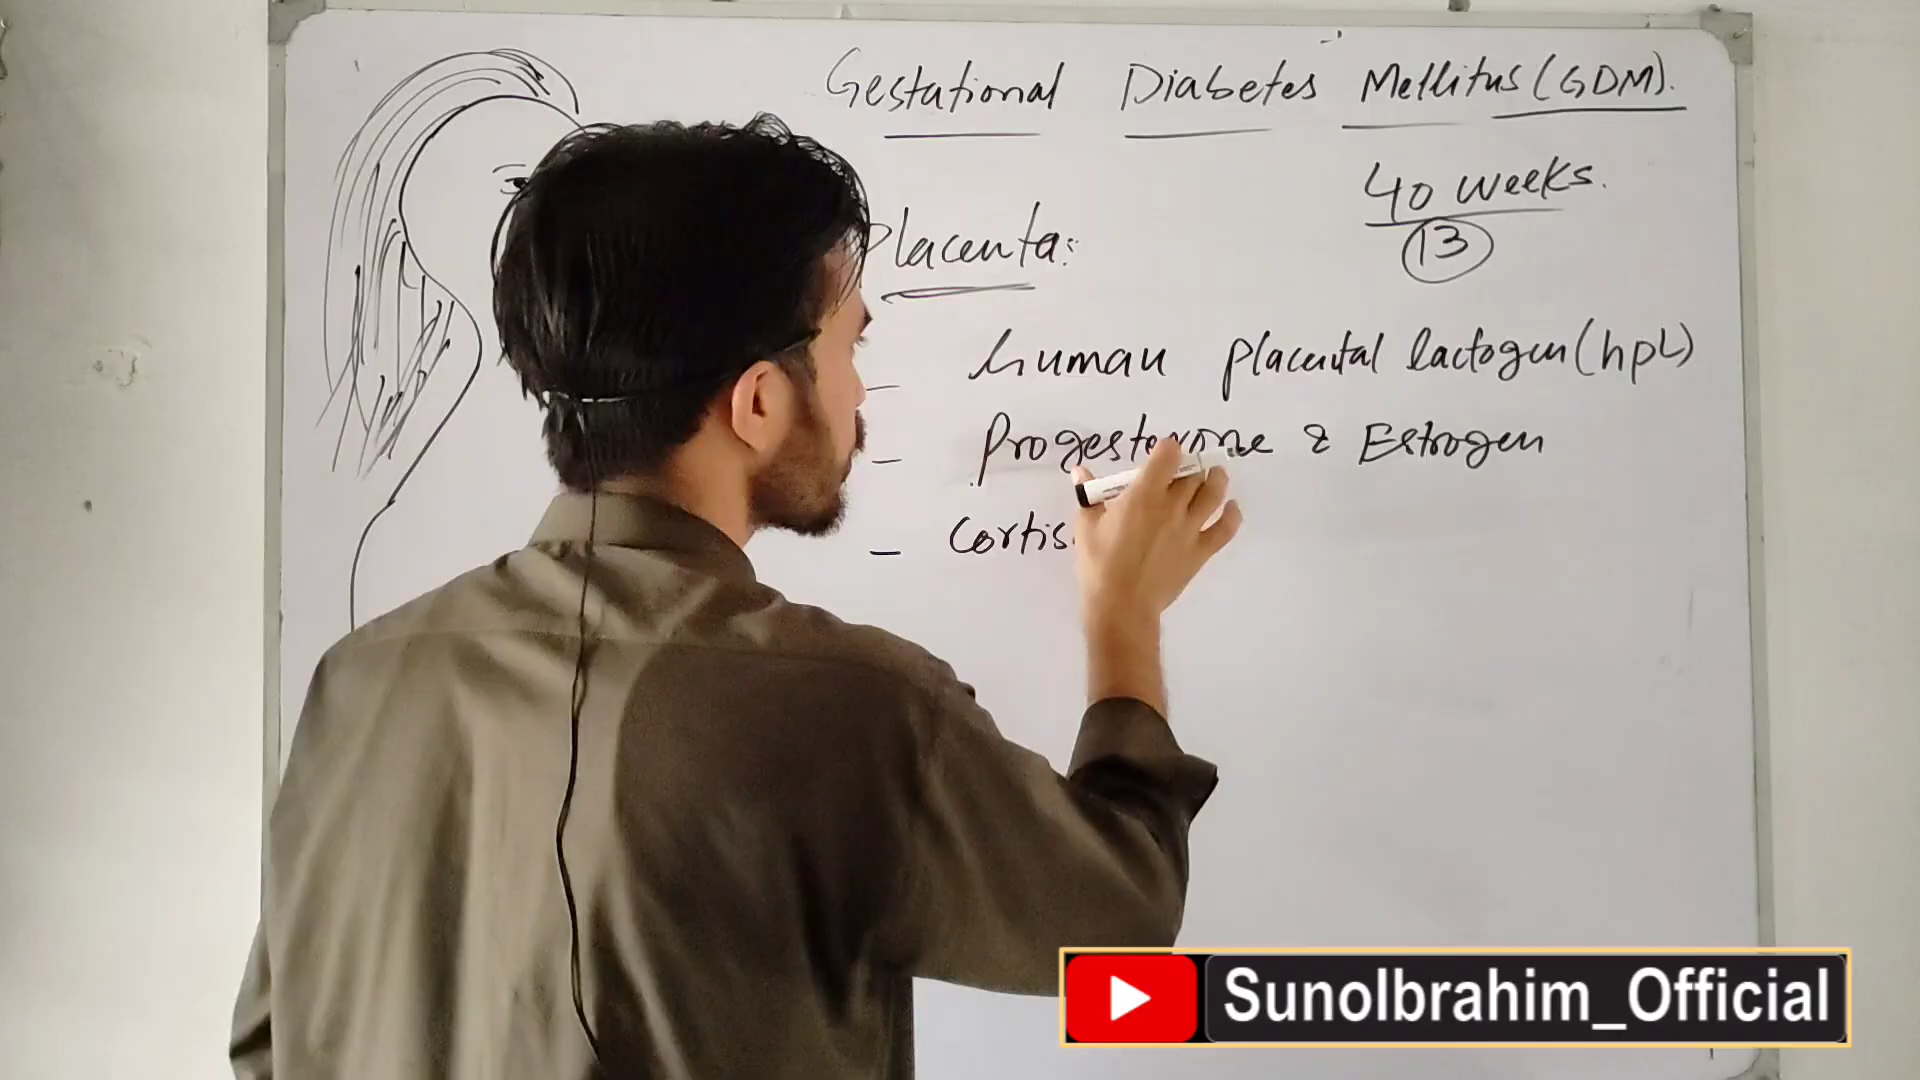 Gestational Diabetes Mellitus (GDM).
40 weeks.
13
Placenta:
- human placental lactogen (hpL)
- Progesterone & Estrogen
- Cortis
SunoIbrahim_Official